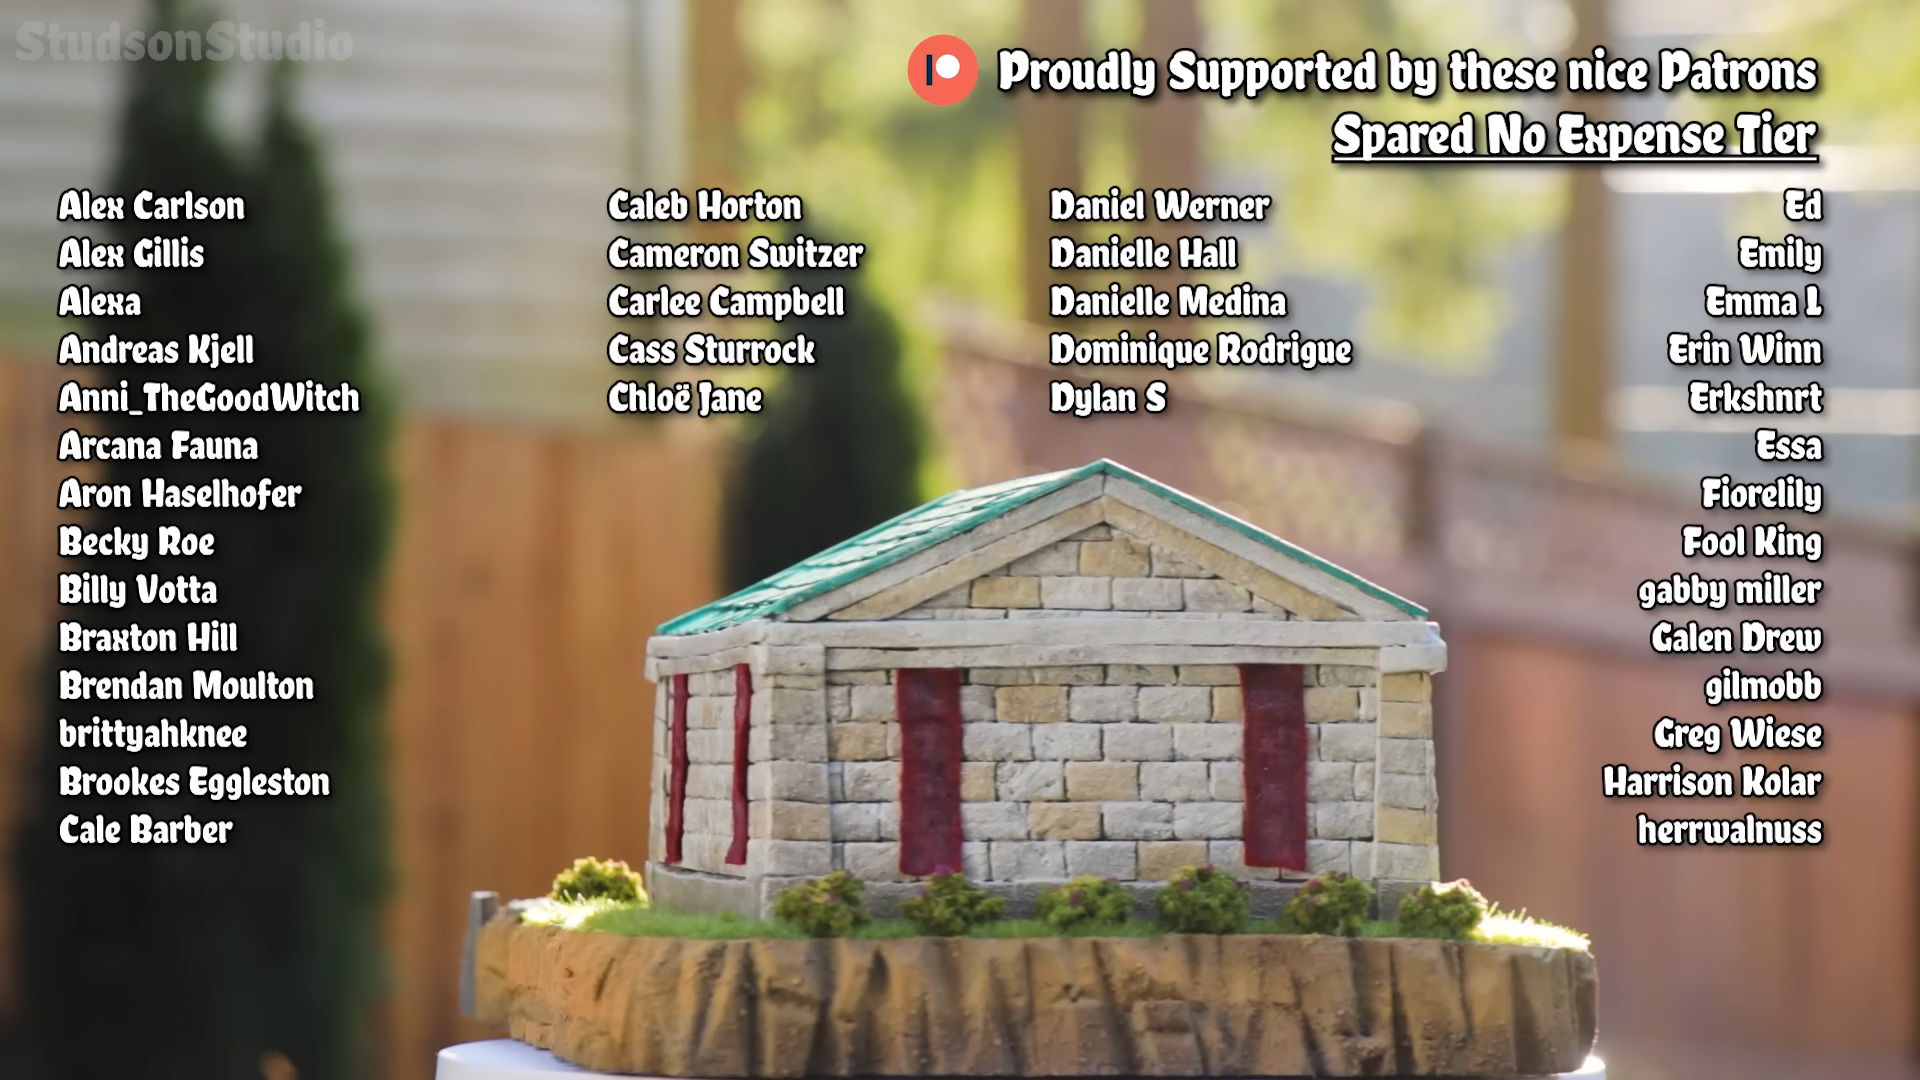 StudsonStudio
Proudly Supported by these nice Patrons
Spared No Expense Tier
Alex Carlson
Alex Gillis
Alexa
Andreas Kjell
Anni_TheGoodWitch
Arcana Fauna
Aron Haselhofer
Becky Roe
Billy Votta
Braxton Hill
Brendan Moulton
brittyahknee
Brookes Eggleston
Cale Barber
Caleb Horton
Cameron Switzer
Carlee Campbell
Cass Sturrock
Chloë Jane
Daniel Werner
Danielle Hall
Danielle Medina
Dominique Rodrigue
Dylan S
Ed
Emily
Emma L
Erin Winn
Erkshnrt
Essa
Fiorelily
Fool King
gabby miller
Galen Drew
gilmobb
Greg Wiese
Harrison Kolar
herrwalnuss